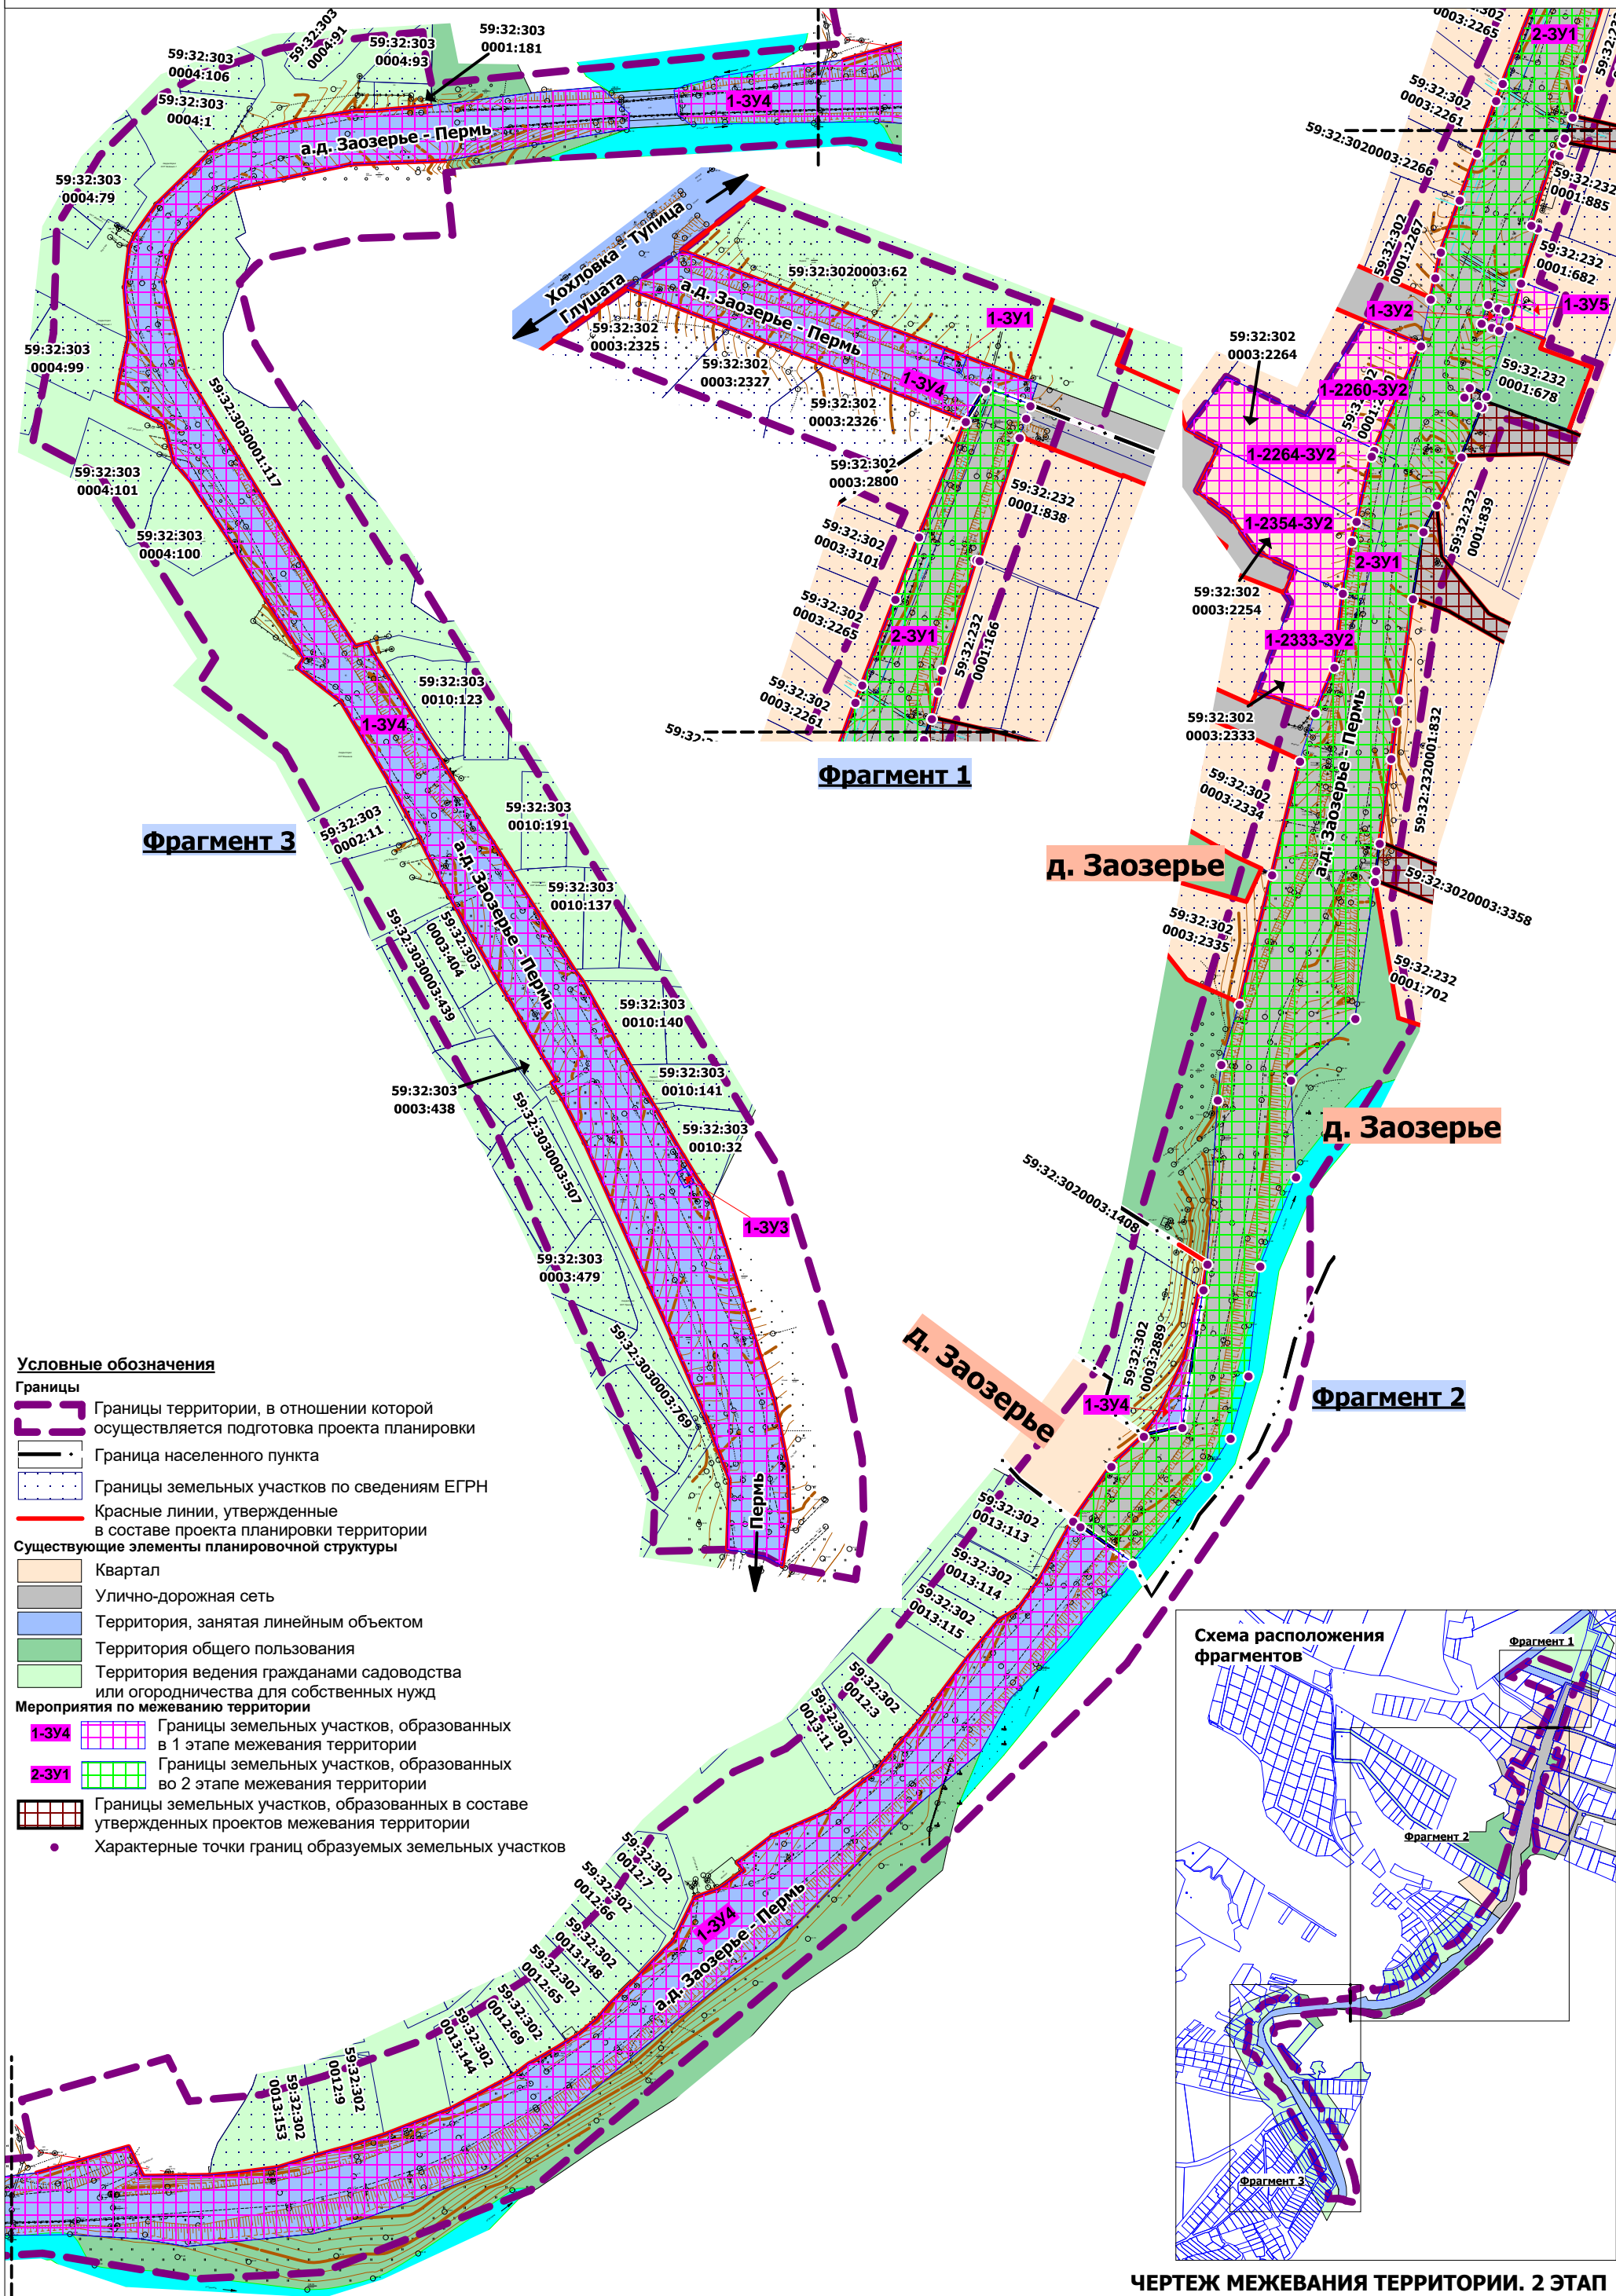 59:32:303
0004:106
59:32:303
0004:91
59:32:303
0004:93
59:32:303
0001:181
59:32:303
0004:1
1-ЗУ4
а.д. Заозерье - Пермь
59:32:303
0004:79
59:32:303
0004:99
59:32:3030001:117
59:32:303
0004:101
59:32:303
0004:100
59:32:303
0010:123
1-ЗУ4
59:32:303
0002:11
59:32:303
0010:191
Фрагмент 3
а.д. Заозерье - Пермь
59:32:303
0010:137
59:32:303
0003:404
59:32:3030003:439
59:32:303
0010:140
59:32:303
0010:141
59:32:303
0003:438
59:32:303
0010:32
59:32:3030003:507
1-ЗУ3
59:32:303
0003:479
59:32:3030003:769
Пермь
Хохловка - Тупица
Глушата
59:32:3020003:62
а.д. Заозерье - Пермь
1-ЗУ1
59:32:302
0003:2325
59:32:302
0003:2327
1-ЗУ4
59:32:302
0003:2326
59:32:302
0003:2800
59:32:232
0001:838
59:32:302
0003:3101
59:32:302
0003:2265
2-ЗУ1
59:32:232
0001:166
59:32:302
0003:2261
Фрагмент 1
0003:2265
2-ЗУ1
59:32:302
0003:2261
59:32:3020003:2266
59:32:232
0001:885
59:32:302
0001:2267
59:32:232
0001:682
1-ЗУ2
1-ЗУ5
59:32:302
0003:2264
59:32:232
0001:678
1-2260-ЗУ2
1-2264-ЗУ2
1-2354-ЗУ2
59:32:232
0001:839
2-ЗУ1
59:32:302
0003:2254
1-2333-ЗУ2
59:32:302
0003:2333
а.д. Заозерье - Пермь
59:32:2320001:832
59:32:302
0003:2334
д. Заозерье
59:32:3020003:3358
59:32:302
0003:2335
59:32:232
0001:702
д. Заозерье
59:32:3020003:1408
59:32:302
0003:2889
д. Заозерье
1-ЗУ4
Фрагмент 2
59:32:302
0013:113
59:32:302
0013:114
59:32:302
0013:115
59:32:302
0012:3
59:32:302
0013:11
59:32:302
0012:7
59:32:302
0012:66
59:32:302
0013:148
59:32:302
0012:65
59:32:302
0012:69
59:32:302
0013:144
59:32:302
0012:9
59:32:302
0013:153
1-ЗУ4
а.д. Заозерье - Пермь
Условные обозначения
Границы
Границы территории, в отношении которой
осуществляется подготовка проекта планировки
Граница населенного пункта
Границы земельных участков по сведениям ЕГРН
Красные линии, утвержденные
в составе проекта планировки территории
Существующие элементы планировочной структуры
Квартал
Улично-дорожная сеть
Территория, занятая линейным объектом
Территория общего пользования
Территория ведения гражданами садоводства
или огородничества для собственных нужд
Мероприятия по межеванию территории
1-ЗУ4
Границы земельных участков, образованных
в 1 этапе межевания территории
2-ЗУ1
Границы земельных участков, образованных
во 2 этапе межевания территории
Границы земельных участков, образованных в составе
утвержденных проектов межевания территории
Характерные точки границ образуемых земельных участков
Схема расположения
фрагментов
Фрагмент 1
Фрагмент 2
Фрагмент 3
ЧЕРТЕЖ МЕЖЕВАНИЯ ТЕРРИТОРИИ. 2 ЭТАП